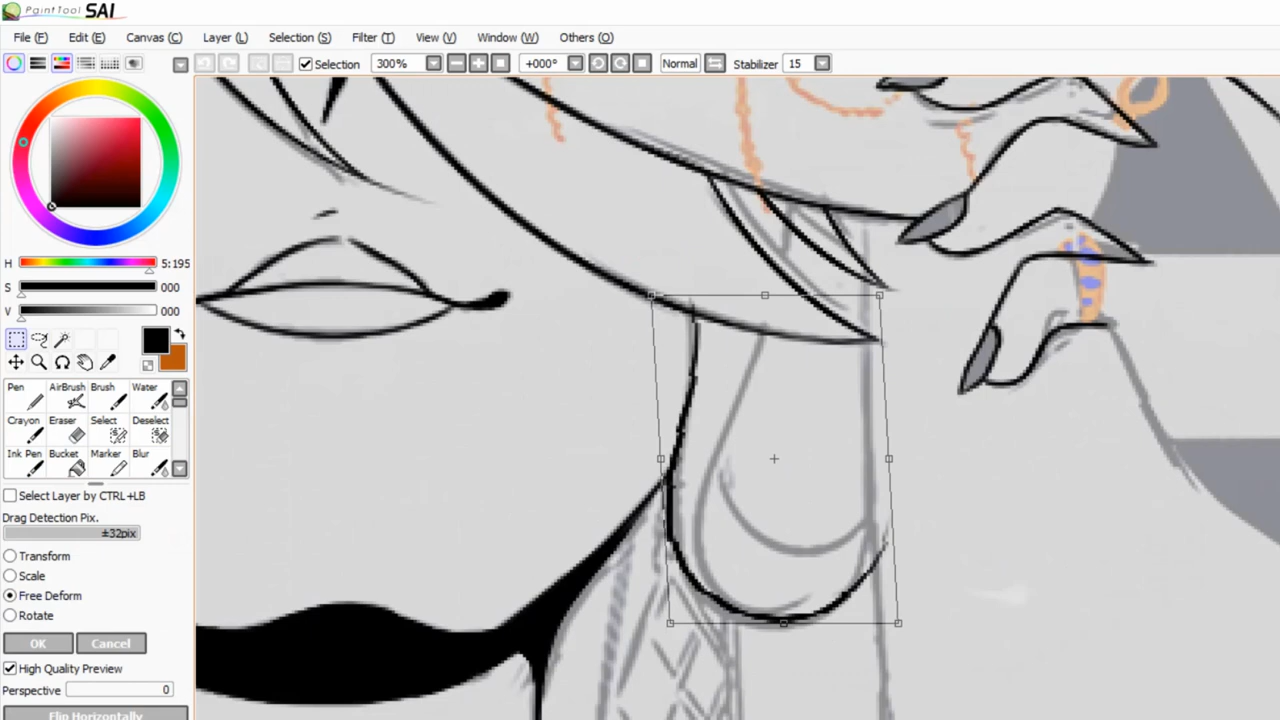 PaintTool SAI
File (F) Edit (E) Canvas (C) Layer (L) Selection (S) Filter (T) View (V) Window (W) Others (O)
Selection 300% +000° Normal Stabilizer 15
H 5:195
S 000
V 000
Pen AirBrush Brush Water
Crayon Eraser Select Deselect
Ink Pen Bucket Marker Blur
Select Layer by CTRL+LB
Drag Detection Pix.
±32pix
Transform
Scale
Free Deform
Rotate
OK Cancel
High Quality Preview
Perspective 0
Flip Horizontally